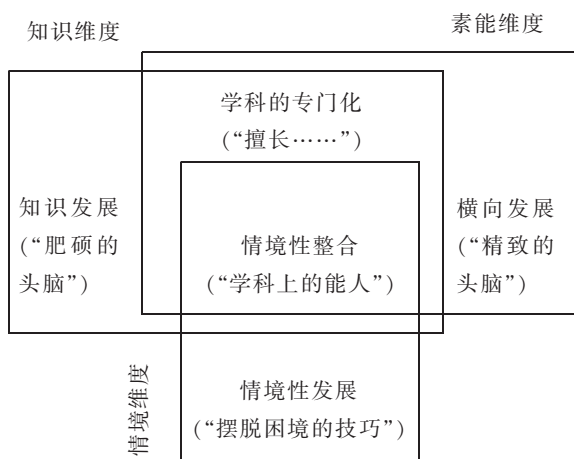 知识维度
素能维度
学科的专门化
(“擅长……”)
知识发展
(“肥硕的
头脑”)
情境性整合
(“学科上的能人”)
横向发展
(“精致的
头脑”)
情境维度
情境性发展
(“摆脱困境的技巧”)